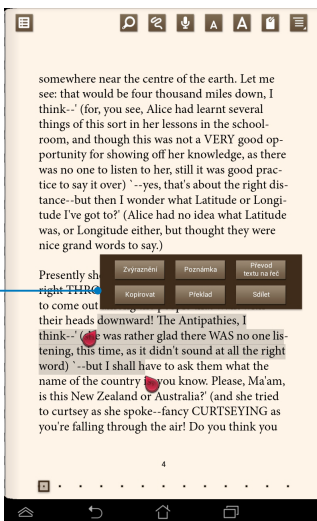 A A
somewhere near the centre of the earth. Let me
see: that would be four thousand miles down, I
think--' (for, you see, Alice had learnt several
things of this sort in her lessons in the school-
room, and though this was not a VERY good op-
portunity for showing off her knowledge, as there
was no one to listen to her, still it was good prac-
tice to say it over) `--yes, that's about the right dis-
tance--but then I wonder what Latitude or Longi-
tude I've got to?' (Alice had no idea what Latitude
was, or Longitude either, but thought they were
nice grand words to say.)
Presently sh
right THRO
to come out
Zvýraznění Poznámka Převod textu na řeč
Kopírovat Překlad Sdílet
their heads downward! The Antipathies, I
think--' ( e was rather glad there WAS no one lis-
tening, this time, as it didn't sound at all the right
word) `--but I shall have to ask them what the
name of the country is, you know. Please, Ma'am,
is this New Zealand or Australia?' (and she tried
to curtsey as she spoke--fancy CURTSEYING as
you're falling through the air! Do you think you
4